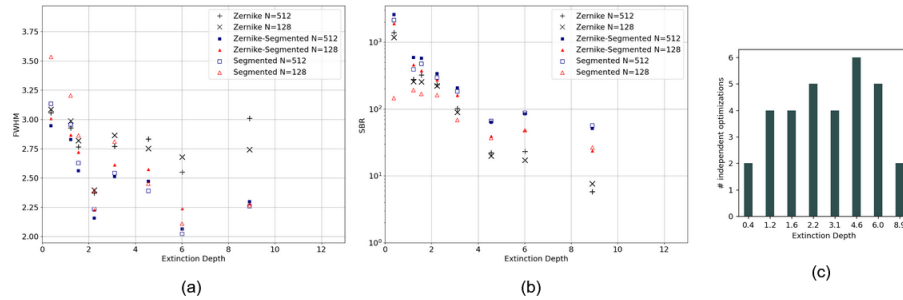 3.75
3.50
3.25
3.00
2.75
2.50
2.25
2.00
FWHM
0 2 4 6 8 10 12
Extinction Depth
Zernike N=512
Zernike N=128
Zernike-Segmented N=512
Zernike-Segmented N=128
Segmented N=512
Segmented N=128
(a)
10³
10²
10¹
10⁰
SBR
0 2 4 6 8 10 12
Extinction Depth
Zernike N=512
Zernike N=128
Zernike-Segmented N=512
Zernike-Segmented N=128
Segmented N=512
Segmented N=128
(b)
6
5
4
3
2
1
0
# independent optimizations
0.4 1.2 1.6 2.2 3.1 4.6 6.0 8.9
Extinction Depth
(c)